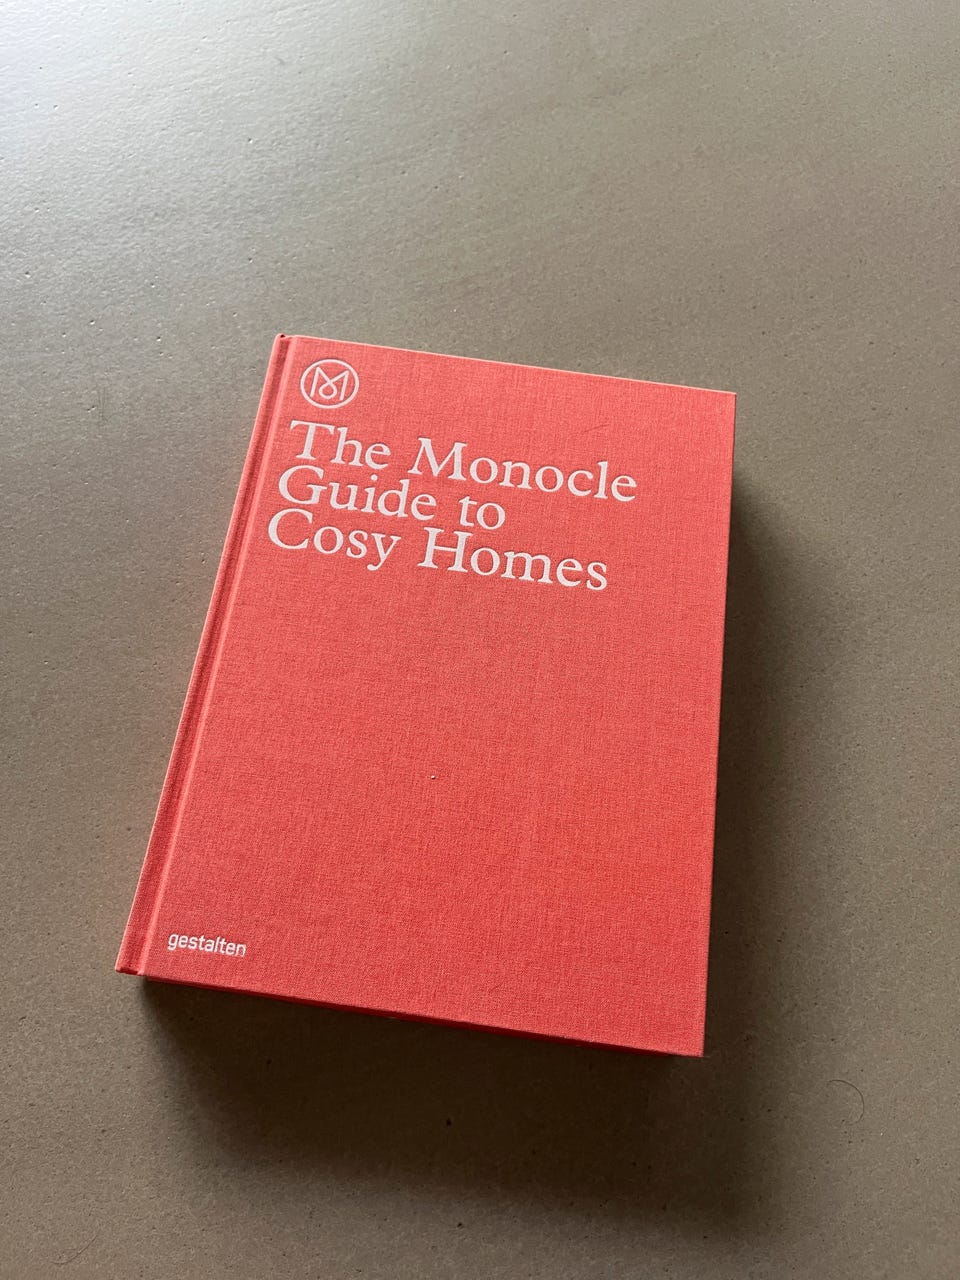 The Monocle
Guide to
Cosy Homes
gestalten